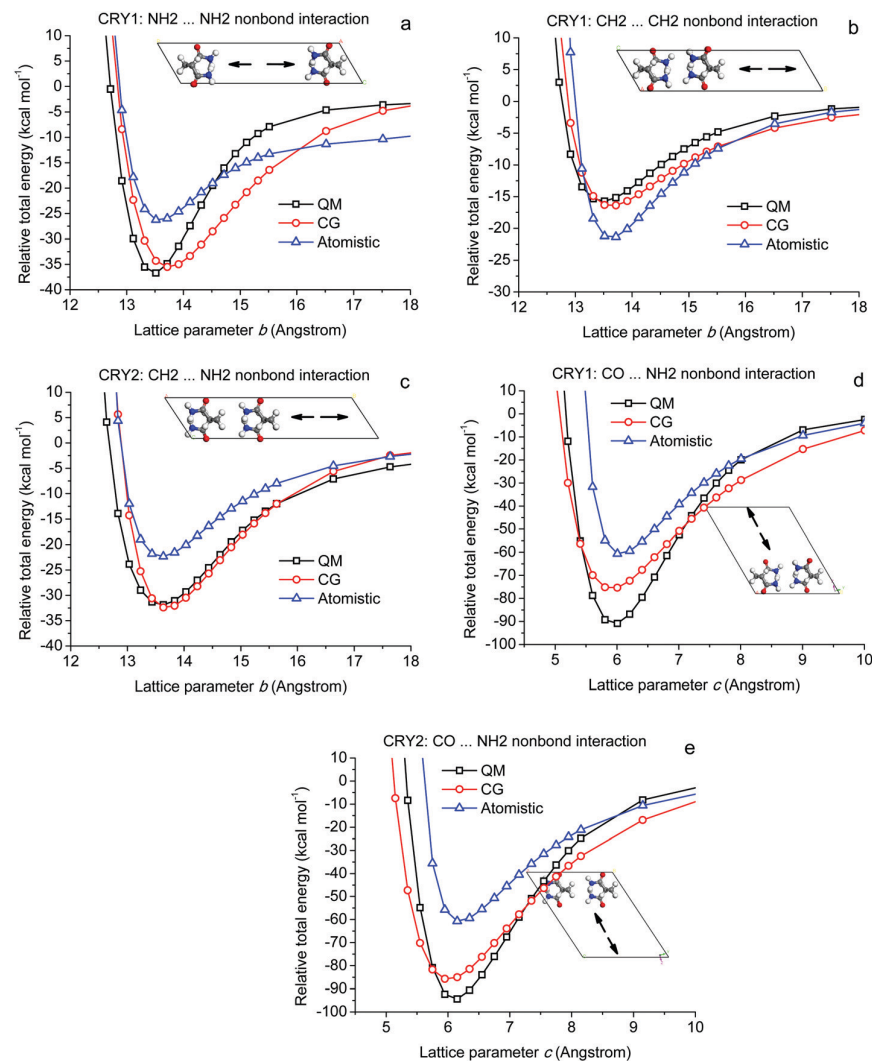 CRY1: NH2 ... NH2 nonbond interaction
a
10
5
0
-5
-10
-15
-20
-25
-30
-35
-40
Relative total energy (kcal mol-1)
QM
CG
Atomistic
12 13 14 15 16 17 18
Lattice parameter b (Angstrom)
CRY1: CH2 ... CH2 nonbond interaction
b
10
5
0
-5
-10
-15
-20
-25
-30
Relative total energy (kcal mol-1)
QM
CG
Atomistic
12 13 14 15 16 17 18
Lattice parameter b (Angstrom)
CRY2: CH2 ... NH2 nonbond interaction
c
10
5
0
-5
-10
-15
-20
-25
-30
-35
-40
Relative total energy (kcal mol-1)
QM
CG
Atomistic
12 13 14 15 16 17 18
Lattice parameter b (Angstrom)
CRY1: CO ... NH2 nonbond interaction
d
10
0
-10
-20
-30
-40
-50
-60
-70
-80
-90
-100
Relative total energy (kcal mol-1)
QM
CG
Atomistic
5 6 7 8 9 10
Lattice parameter c (Angstrom)
CRY2: CO ... NH2 nonbond interaction
e
10
0
-10
-20
-30
-40
-50
-60
-70
-80
-90
-100
Relative total energy (kcal mol-1)
QM
CG
Atomistic
5 6 7 8 9 10
Lattice parameter c (Angstrom)